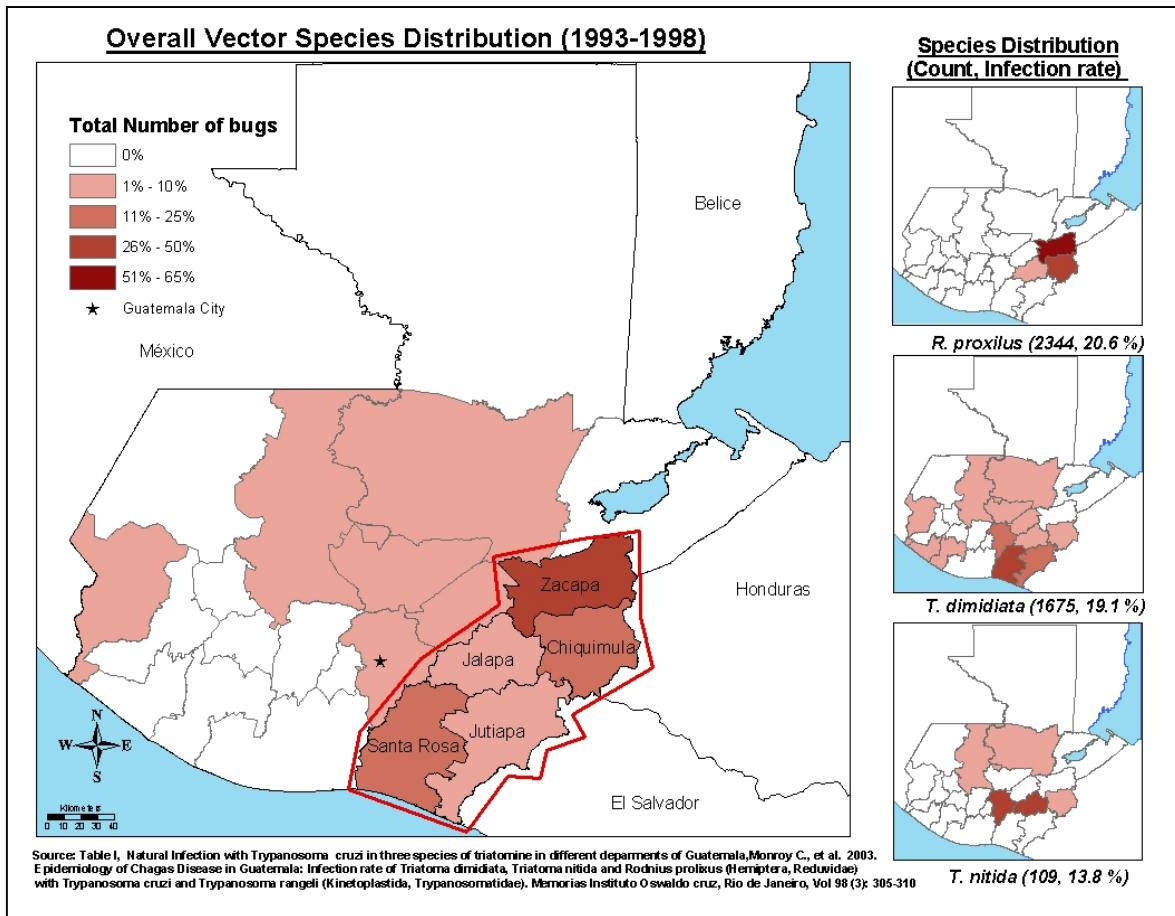 Overall Vector Species Distribution (1993-1998)
Total Number of bugs
0%
1% - 10%
11% - 25%
26% - 50%
51% - 65%
Guatemala City
México
Belice
Honduras
El Salvador
Zacapa
Chiquimula
Jalapa
Jutiapa
Santa Rosa
N
W E
S
Kilometers
0 10 20 30 40
Species Distribution
(Count, Infection rate)
R. proxilus (2344, 20.6 %)
T. dimidiata (1675, 19.1 %)
T. nitida (109, 13.8 %)
Source: Table I, Natural Infection with Trypanosoma cruzi in three species of triatomine in different deparments of Guatemala,Monroy C., et al. 2003.
Epidemiology of Chagas Disease in Guatemala: Infection rate of Triatoma dimidiata, Triatoma nitida and Rodnius prolixus (Hemiptera, Reduvidae)
with Trypanosoma cruzi and Trypanosoma rangeli (Kinetoplastida, Trypanosomatidae). Memorias Instituto Oswaldo cruz, Rio de Janeiro, Vol 98 (3): 305-310